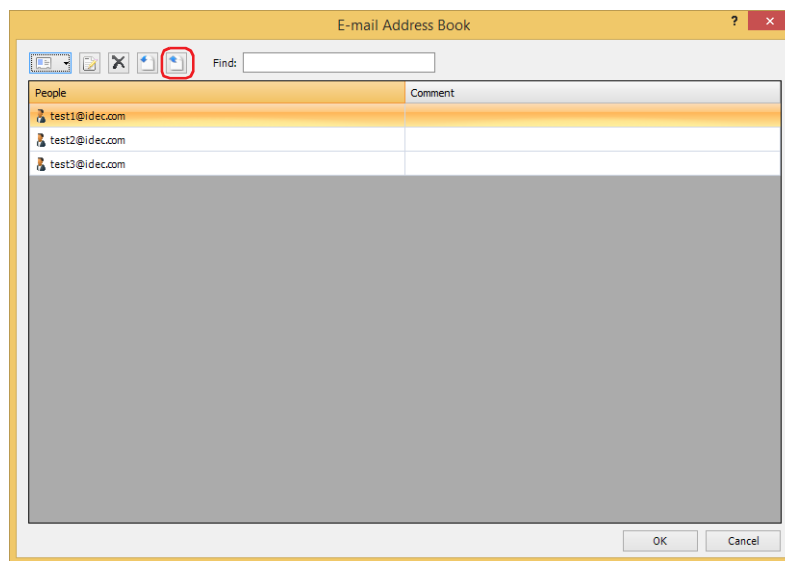 E-mail Address Book
?
Find:
People Comment
test1@idec.com
test2@idec.com
test3@idec.com
OK Cancel